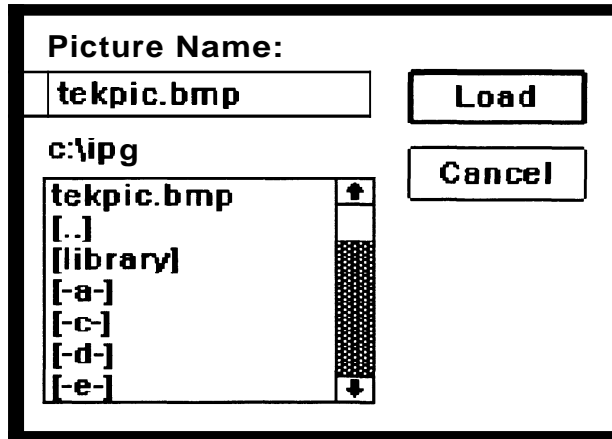 Picture Name:
tekpic.bmp
Load
c:\ipg
Cancel
tekpic.bmp
[..]
[library]
[-a-]
[-c-]
[-d-]
[-e-]